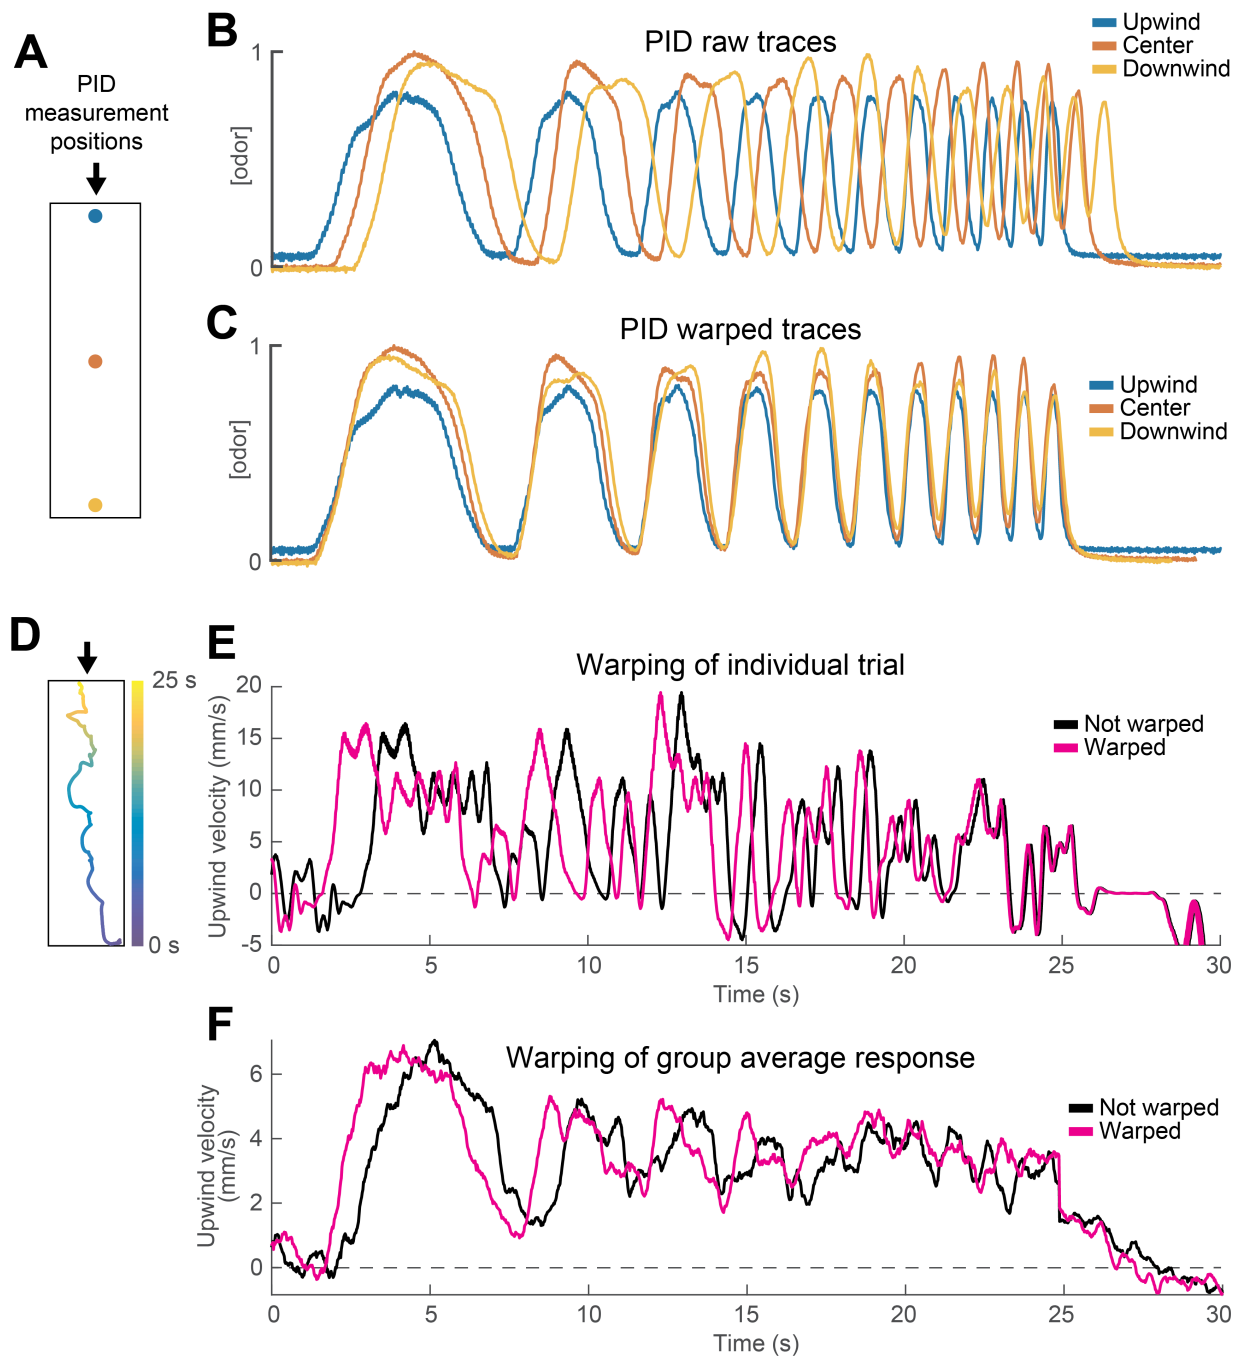 A
PID
measurement
positions
B
PID raw traces
Upwind
Center
Downwind
1
[odor]
0
C
PID warped traces
Upwind
Center
Downwind
1
[odor]
0
D
25 s
0 s
E
Warping of individual trial
Not warped
Warped
Upwind velocity (mm/s)
20
15
10
5
0
-5
0 5 10 15 20 25 30
Time (s)
F
Warping of group average response
Not warped
Warped
Upwind velocity
(mm/s)
6
4
2
0
0 5 10 15 20 25 30
Time (s)